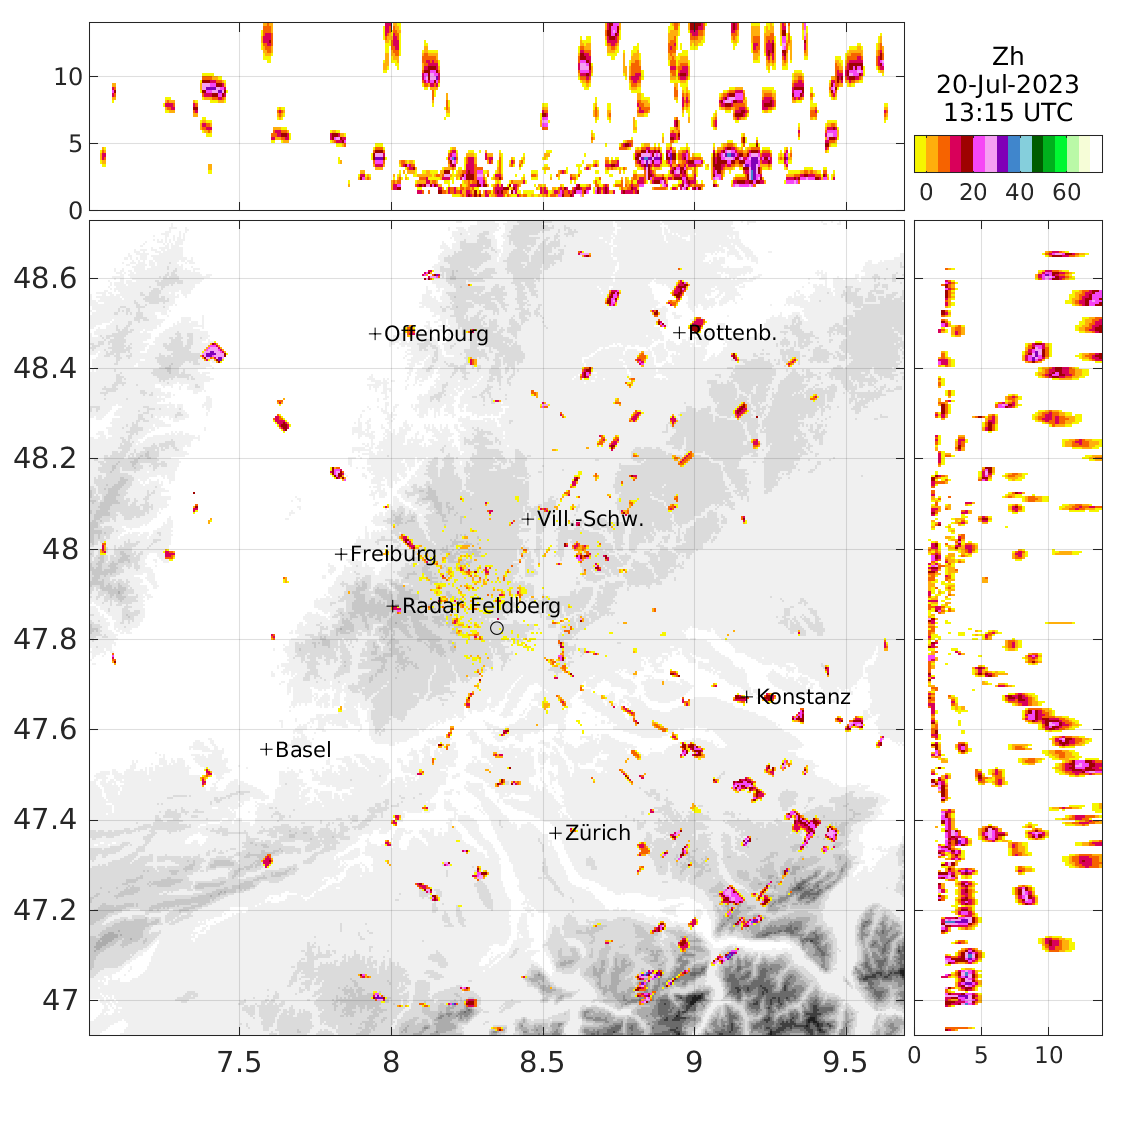 10
5
0
Zh
20-Jul-2023
13:15 UTC
0 20 40 60
48.6
48.4
48.2
48
47.8
47.6
47.4
47.2
47
+Offenburg
+Rottenb.
+Vill.-Schw.
+Freiburg
+Radar Feldberg
+Konstanz
+Basel
+Zürich
7.5 8 8.5 9 9.5
0 5 10